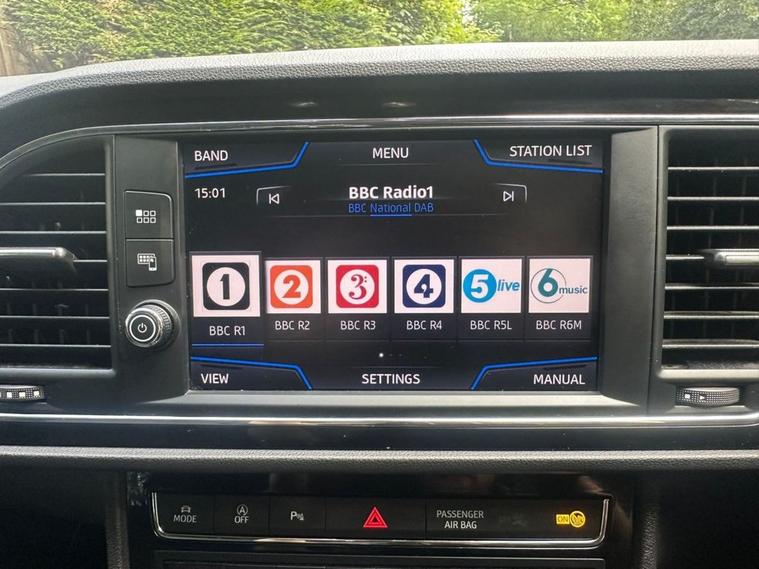 BAND
MENU
STATION LIST
15:01
BBC Radio1
BBC National DAB
1
2
3
4
5 live
6 music
BBC R1
BBC R2
BBC R3
BBC R4
BBC R5L
BBC R6M
VIEW
SETTINGS
MANUAL
MODE
A
OFF
P
PASSENGER
AIR BAG
ON